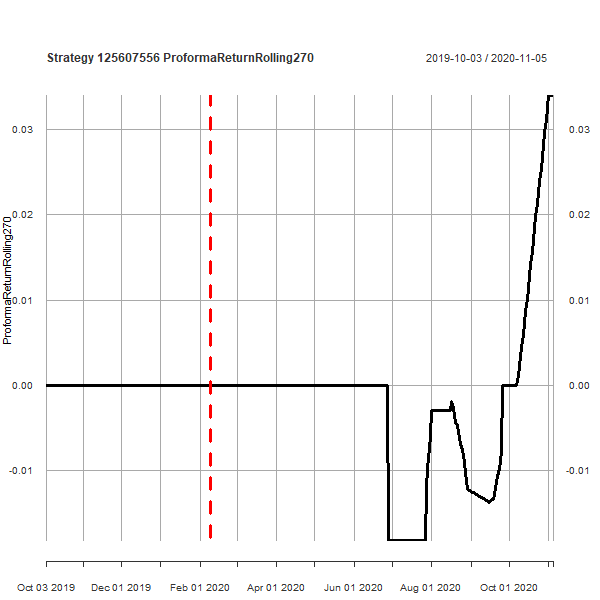 Strategy 125607556 ProformaReturnRolling270
2019-10-03 / 2020-11-05
ProformaReturnRolling270
0.03
0.02
0.01
0.00
-0.01
0.03
0.02
0.01
0.00
-0.01
Oct 03 2019
Dec 01 2019
Feb 01 2020
Apr 01 2020
Jun 01 2020
Aug 01 2020
Oct 01 2020